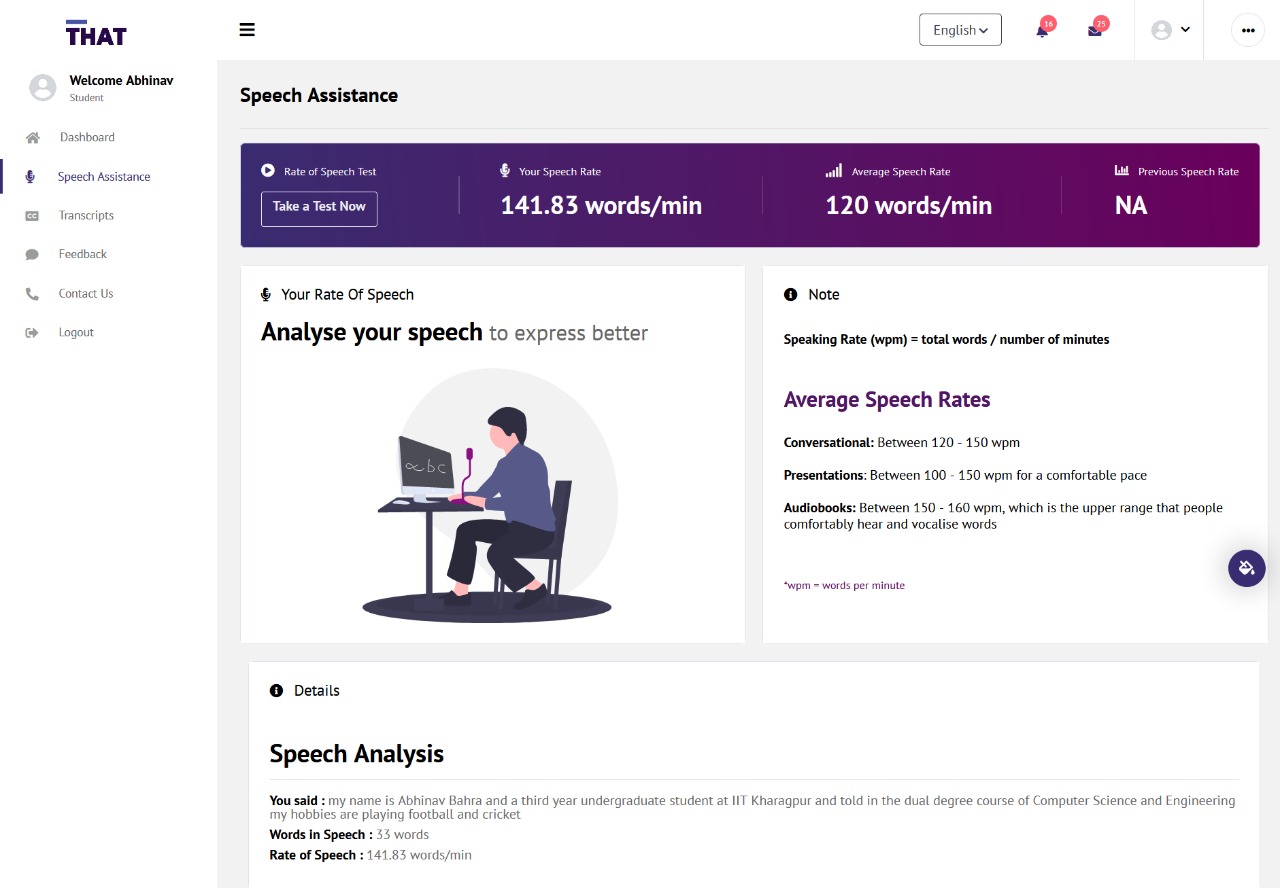 THAT
English
16
25
Welcome Abhinav
Student
Dashboard
Speech Assistance
Transcripts
Feedback
Contact Us
Logout
Speech Assistance
Rate of Speech Test
Take a Test Now
Your Speech Rate
141.83 words/min
Average Speech Rate
120 words/min
Previous Speech Rate
NA
Your Rate Of Speech
Analyse your speech to express better
abc
Note
Speaking Rate (wpm) = total words / number of minutes
Average Speech Rates
Conversational: Between 120 - 150 wpm
Presentations: Between 100 - 150 wpm for a comfortable pace
Audiobooks: Between 150 - 160 wpm, which is the upper range that people
comfortably hear and vocalise words
*wpm = words per minute
Details
Speech Analysis
You said : my name is Abhinav Bahra and a third year undergraduate student at IIT Kharagpur and told in the dual degree course of Computer Science and Engineering
my hobbies are playing football and cricket
Words in Speech : 33 words
Rate of Speech : 141.83 words/min